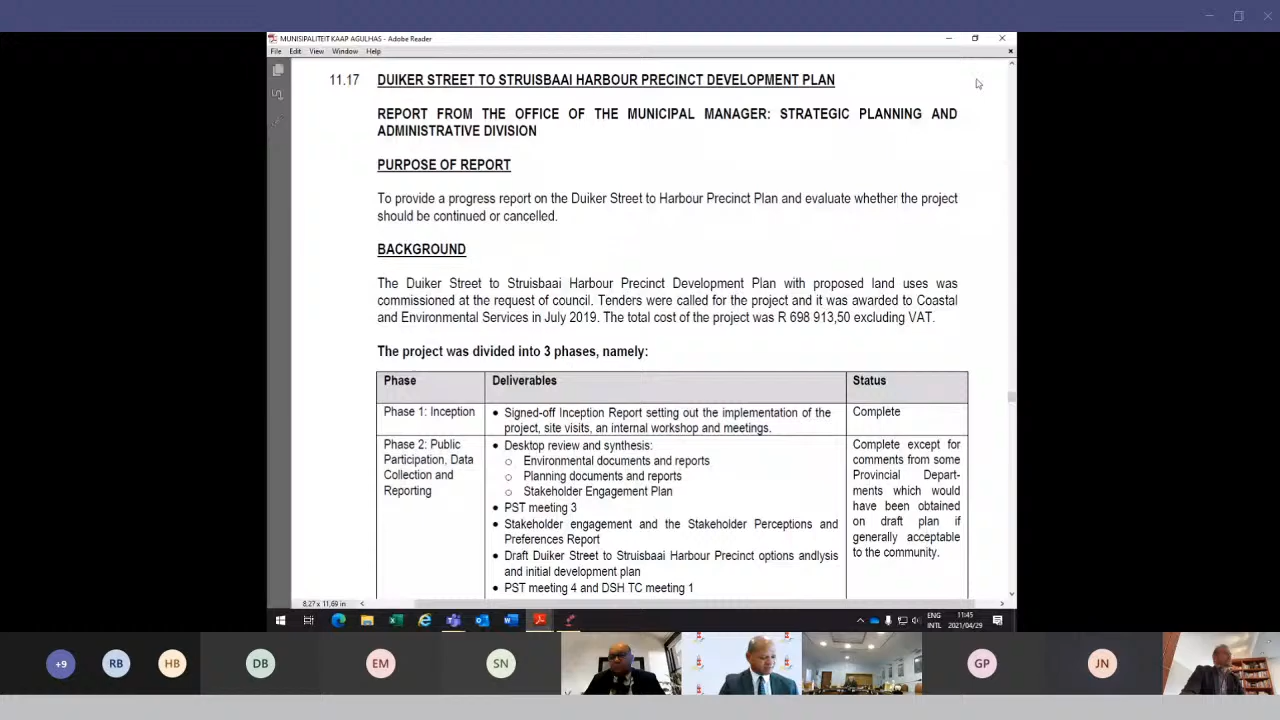 MUNISIPALITEIT KAAP AGULHAS - Adobe Reader
File Edit View Window Help
11.17 DUIKER STREET TO STRUISBAAI HARBOUR PRECINCT DEVELOPMENT PLAN
REPORT FROM THE OFFICE OF THE MUNICIPAL MANAGER: STRATEGIC PLANNING AND
ADMINISTRATIVE DIVISION
PURPOSE OF REPORT
To provide a progress report on the Duiker Street to Harbour Precinct Plan and evaluate whether the project
should be continued or cancelled.
BACKGROUND
The Duiker Street to Struisbaai Harbour Precinct Development Plan with proposed land uses was
commissioned at the request of council. Tenders were called for the project and it was awarded to Coastal
and Environmental Services in July 2019. The total cost of the project was R 698 913,50 excluding VAT.
The project was divided into 3 phases, namely:
Phase Deliverables Status
Phase 1: Inception
• Signed-off Inception Report setting out the implementation of the
project, site visits, an internal workshop and meetings.
Complete
Phase 2: Public
Participation, Data
Collection and
Reporting
• Desktop review and synthesis:
○ Environmental documents and reports
○ Planning documents and reports
○ Stakeholder Engagement Plan
• PST meeting 3
• Stakeholder engagement and the Stakeholder Perceptions and
Preferences Report
• Draft Duiker Street to Struisbaai Harbour Precinct options andlysis
and initial development plan
• PST meeting 4 and DSH TC meeting 1
Complete except for
comments from some
Provincial Depart-
ments which would
have been obtained
on draft plan if
generally acceptable
to the community.
8,27 x 11,69 in
ENG
INTL
11:45
2021/04/29
+9 RB HB DB EM SN GP JN